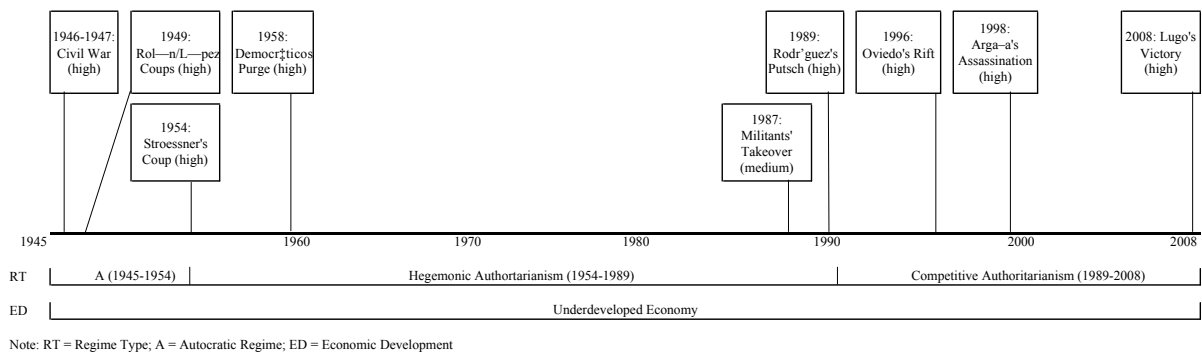 1946-1947:
Civil War
(high)
1949:
Rol—n/L—pez
Coups (high)
1958:
Democr‡ticos
Purge (high)
1989:
Rodr’guez's
Putsch (high)
1996:
Oviedo's Rift
(high)
1998:
Arga–a's
Assassination
(high)
2008: Lugo's
Victory
(high)
1954:
Stroessner's
Coup (high)
1987:
Militants'
Takeover
(medium)
1945 1960 1970 1980 1990 2000 2008
RT A (1945-1954) Hegemonic Authortarianism (1954-1989) Competitive Authoritarianism (1989-2008)
ED Underdeveloped Economy
Note: RT = Regime Type; A = Autocratic Regime; ED = Economic Development